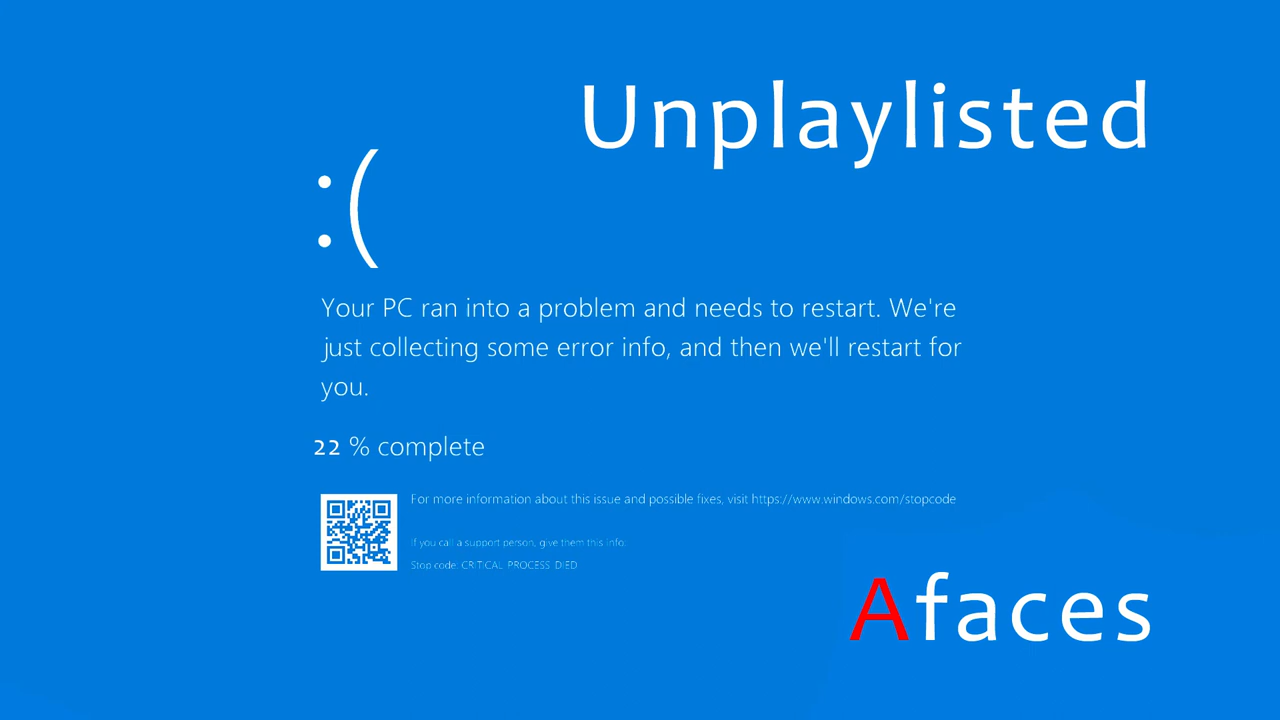 Unplaylisted
:(
Your PC ran into a problem and needs to restart. We're
just collecting some error info, and then we'll restart for
you.
22 % complete
For more information about this issue and possible fixes, visit https://www.windows.com/stopcode
If you call a support person, give them this info:
Stop code: CRITICAL_PROCESS_DIED
Afaces